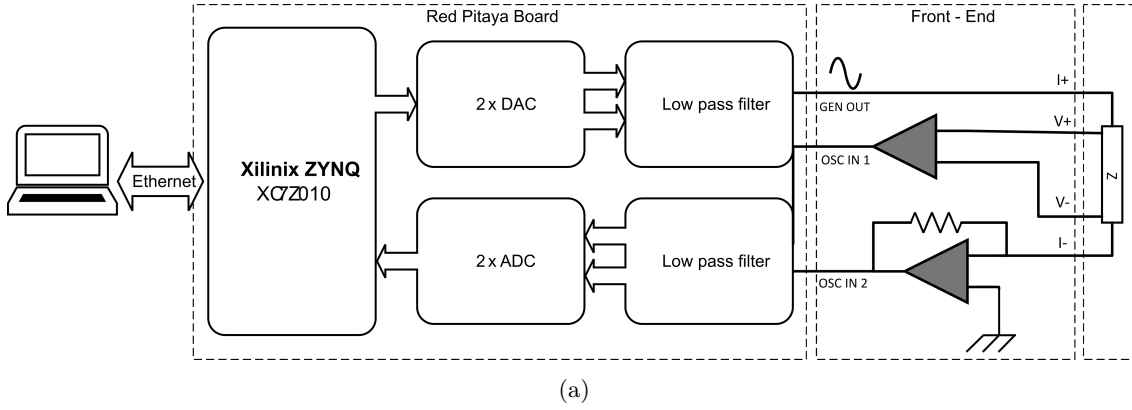 Red Pitaya Board
Front - End
I+
GEN OUT
2 x DAC
Low pass filter
V+
OSC IN 1
Xilinix ZYNQ
XC7Z010
Ethernet
Z
V-
I-
2 x ADC
Low pass filter
OSC IN 2
(a)